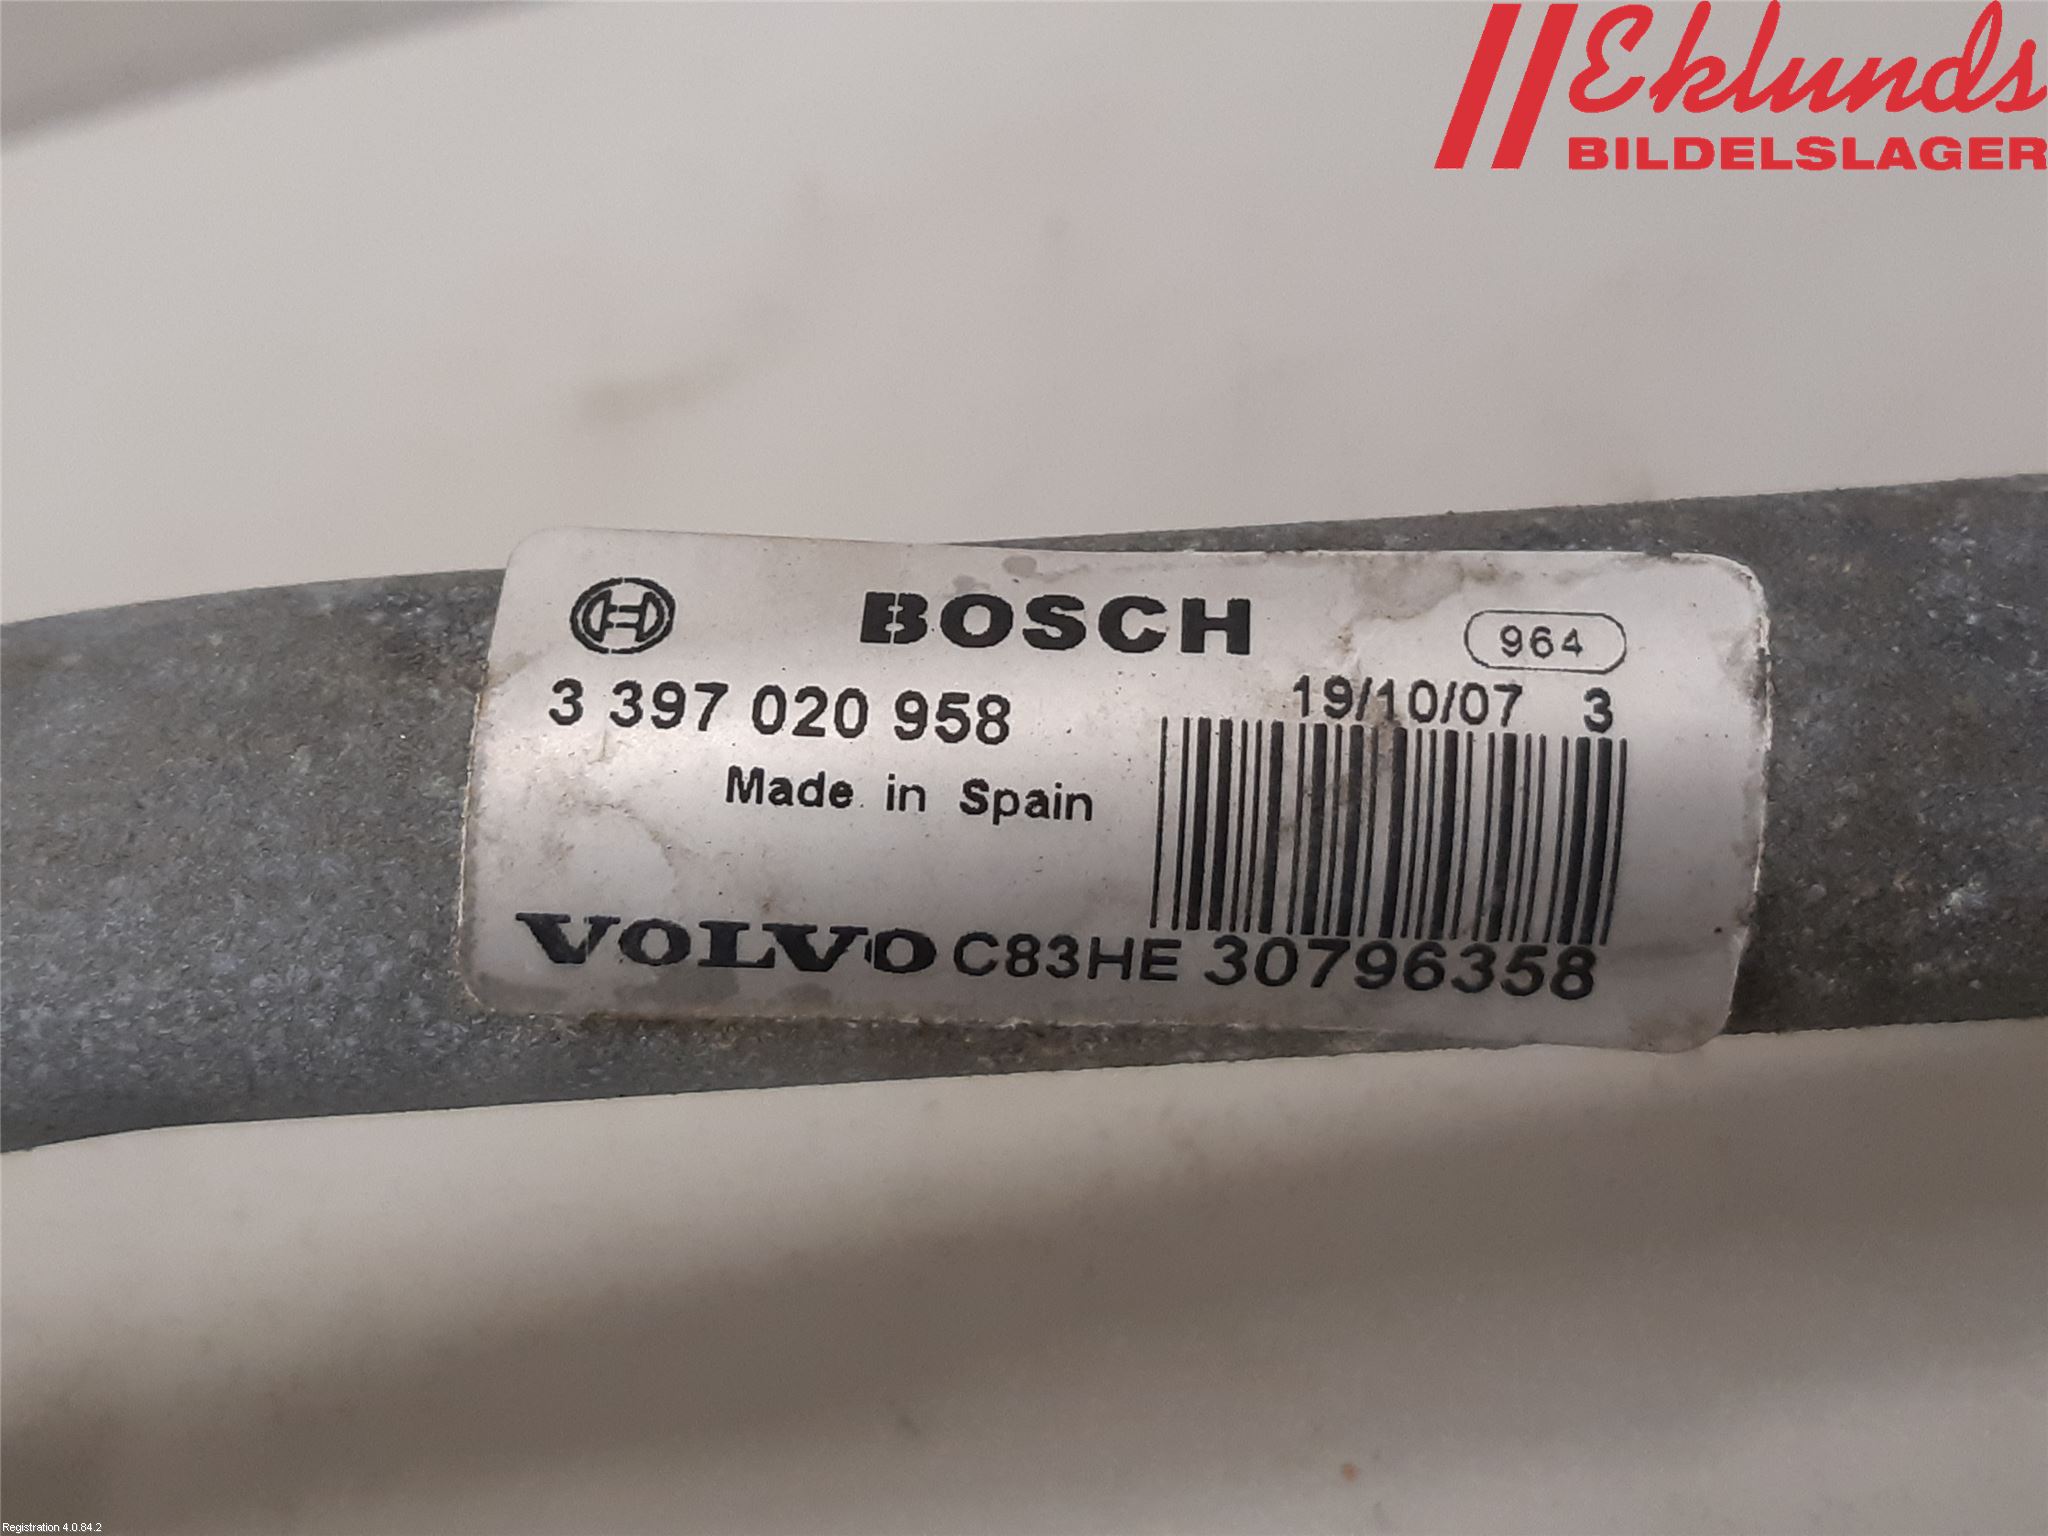 Eklunds
BILDELSLAGER
BOSCH
964
3 397 020 958
19/10/07 3
Made in Spain
VOLVO C83HE 30796358
Registration 4.0.84.2